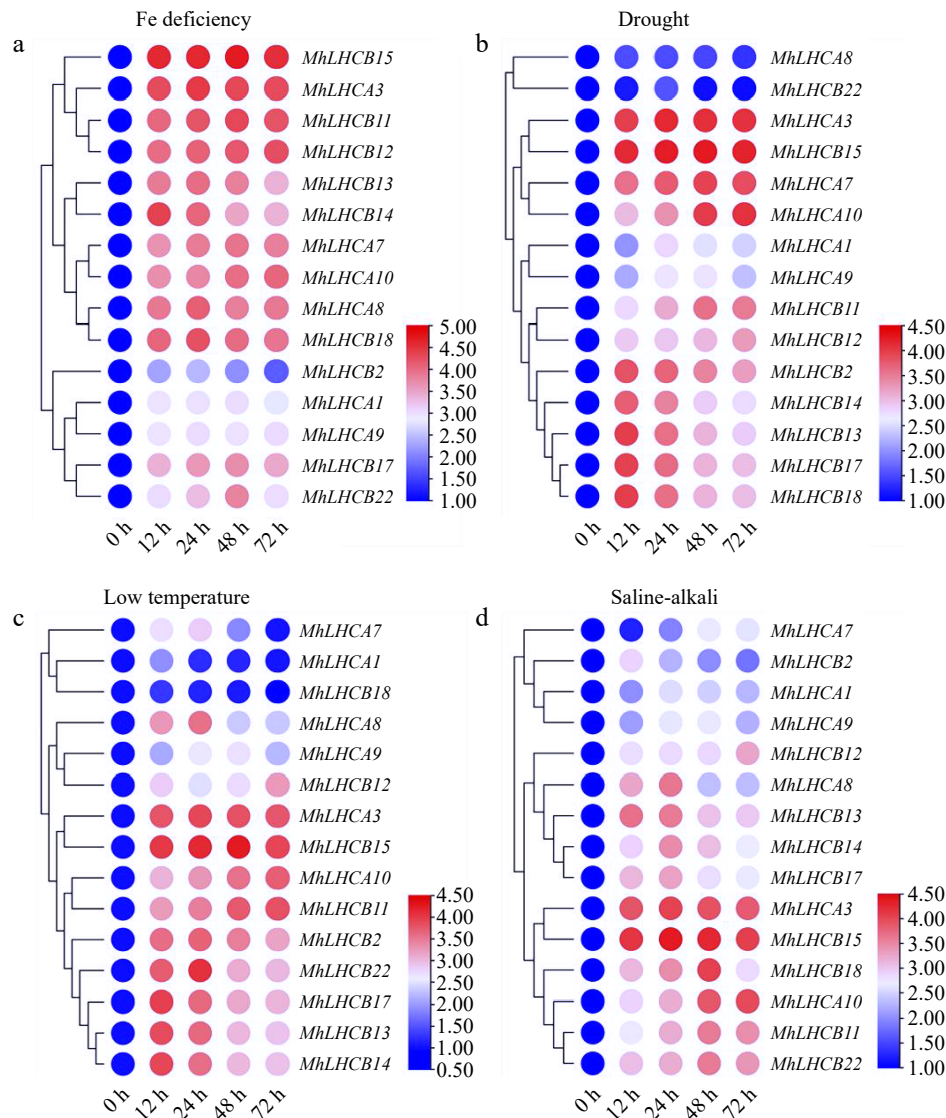 Fe deficiency
a
MhLHCB15
MhLHCA3
MhLHCB11
MhLHCB12
MhLHCB13
MhLHCB14
MhLHCA7
MhLHCA10
MhLHCA8
MhLHCB18
MhLHCB2
MhLHCA1
MhLHCA9
MhLHCB17
MhLHCB22
5.00
4.50
4.00
3.50
3.00
2.50
2.00
1.50
1.00
0 h 12 h 24 h 48 h 72 h
Drought
b
MhLHCA8
MhLHCB22
MhLHCA3
MhLHCB15
MhLHCA7
MhLHCA10
MhLHCA1
MhLHCA9
MhLHCB11
MhLHCB12
MhLHCB2
MhLHCB14
MhLHCB13
MhLHCB17
MhLHCB18
4.50
4.00
3.50
3.00
2.50
2.00
1.50
1.00
0 h 12 h 24 h 48 h 72 h
Low temperature
c
MhLHCA7
MhLHCA1
MhLHCB18
MhLHCA8
MhLHCA9
MhLHCB12
MhLHCA3
MhLHCB15
MhLHCA10
MhLHCB11
MhLHCB2
MhLHCB22
MhLHCB17
MhLHCB13
MhLHCB14
4.50
4.00
3.50
3.00
2.50
2.00
1.50
1.00
0.50
0 h 12 h 24 h 48 h 72 h
Saline-alkali
d
MhLHCA7
MhLHCB2
MhLHCA1
MhLHCA9
MhLHCB12
MhLHCA8
MhLHCB13
MhLHCB14
MhLHCB17
MhLHCA3
MhLHCB15
MhLHCB18
MhLHCA10
MhLHCB11
MhLHCB22
4.50
4.00
3.50
3.00
2.50
2.00
1.50
1.00
0 h 12 h 24 h 48 h 72 h